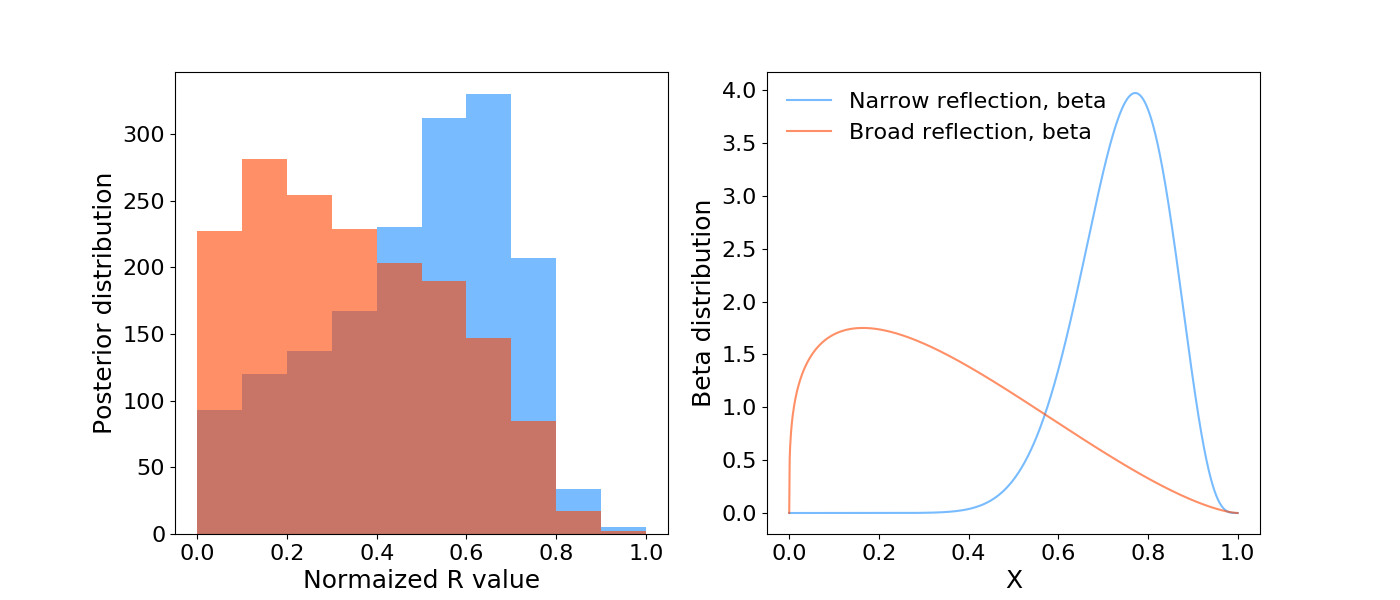 Posterior distribution
300
250
200
150
100
50
0
0.0 0.2 0.4 0.6 0.8 1.0
Normaized R value
Beta distribution
4.0
3.5
3.0
2.5
2.0
1.5
1.0
0.5
0.0
Narrow reflection, beta
Broad reflection, beta
0.0 0.2 0.4 0.6 0.8 1.0
X